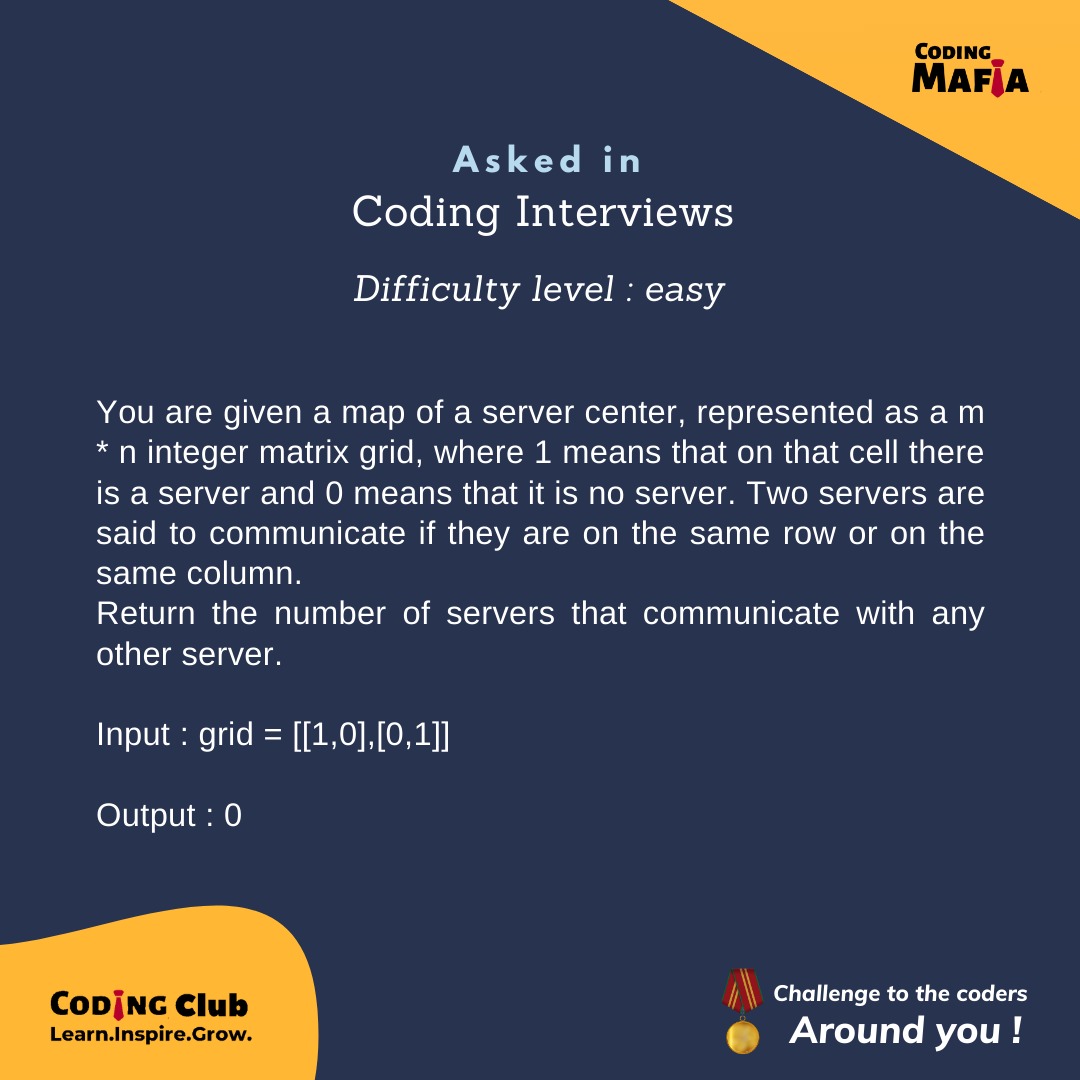 CODING
MAFIA
Asked in
Coding Interviews
Difficulty level : easy
You are given a map of a server center, represented as a m
* n integer matrix grid, where 1 means that on that cell there
is a server and 0 means that it is no server. Two servers are
said to communicate if they are on the same row or on the
same column.
Return the number of servers that communicate with any
other server.
Input : grid = [[1,0],[0,1]]
Output : 0
CODING Club
Learn.Inspire.Grow.
Challenge to the coders
Around you !